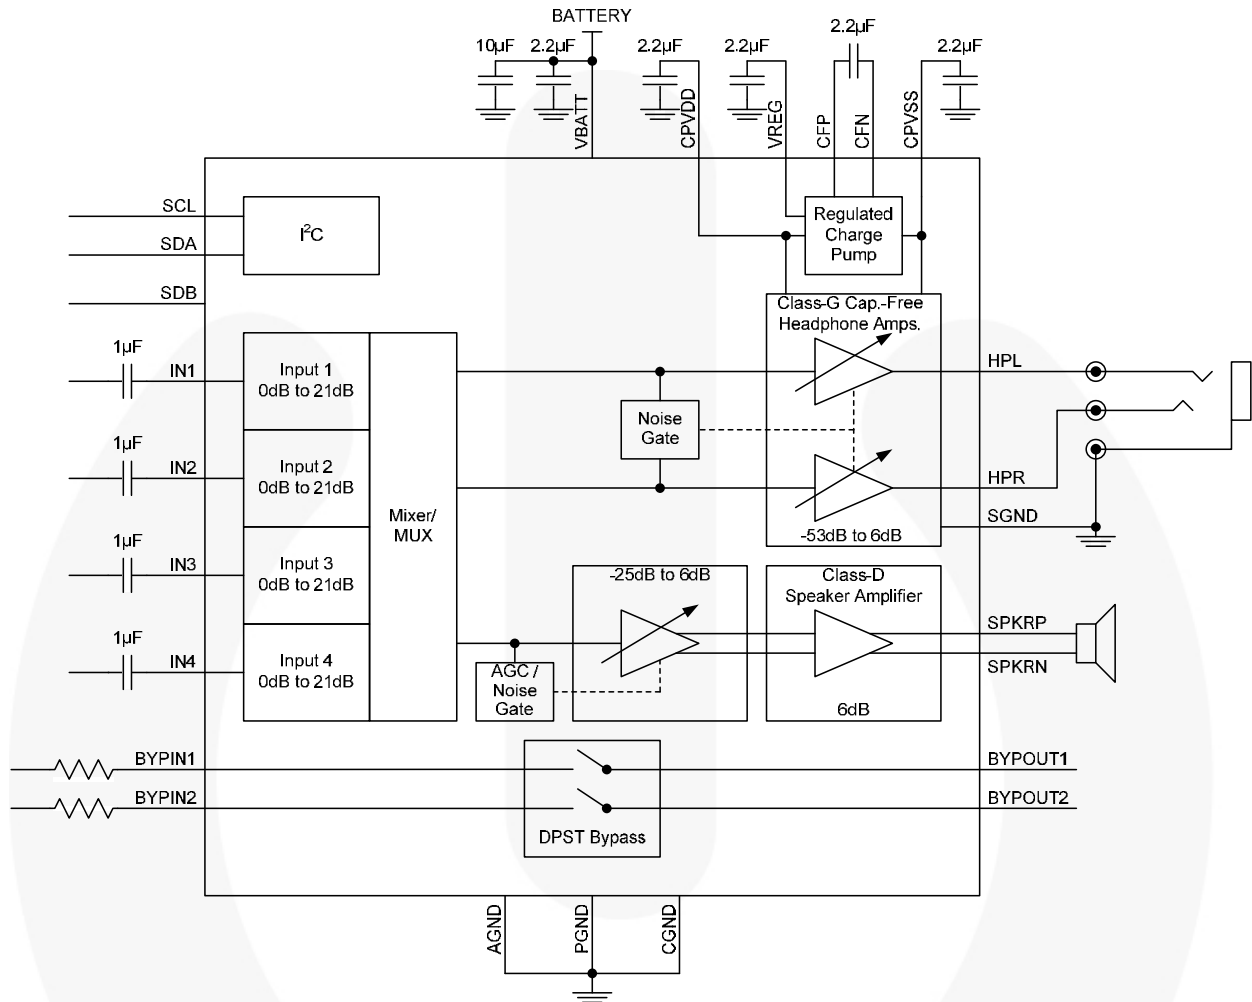 BATTERY
10µF
2.2µF
2.2µF
2.2µF
2.2µF
2.2µF
VBATT
CPVDD
VREG
CFP
CFN
CPVSS
SCL
SDA
SDB
I²C
Regulated
Charge
Pump
Class-G Cap.-Free
Headphone Amps.
1µF
IN1
Input 1
0dB to 21dB
1µF
IN2
Input 2
0dB to 21dB
1µF
IN3
Input 3
0dB to 21dB
1µF
IN4
Input 4
0dB to 21dB
Mixer/
MUX
Noise
Gate
-53dB to 6dB
HPL
HPR
SGND
-25dB to 6dB
AGC /
Noise
Gate
Class-D
Speaker Amplifier
6dB
SPKRP
SPKRN
BYPIN1
BYPIN2
DPST Bypass
BYPOUT1
BYPOUT2
AGND
PGND
CGND